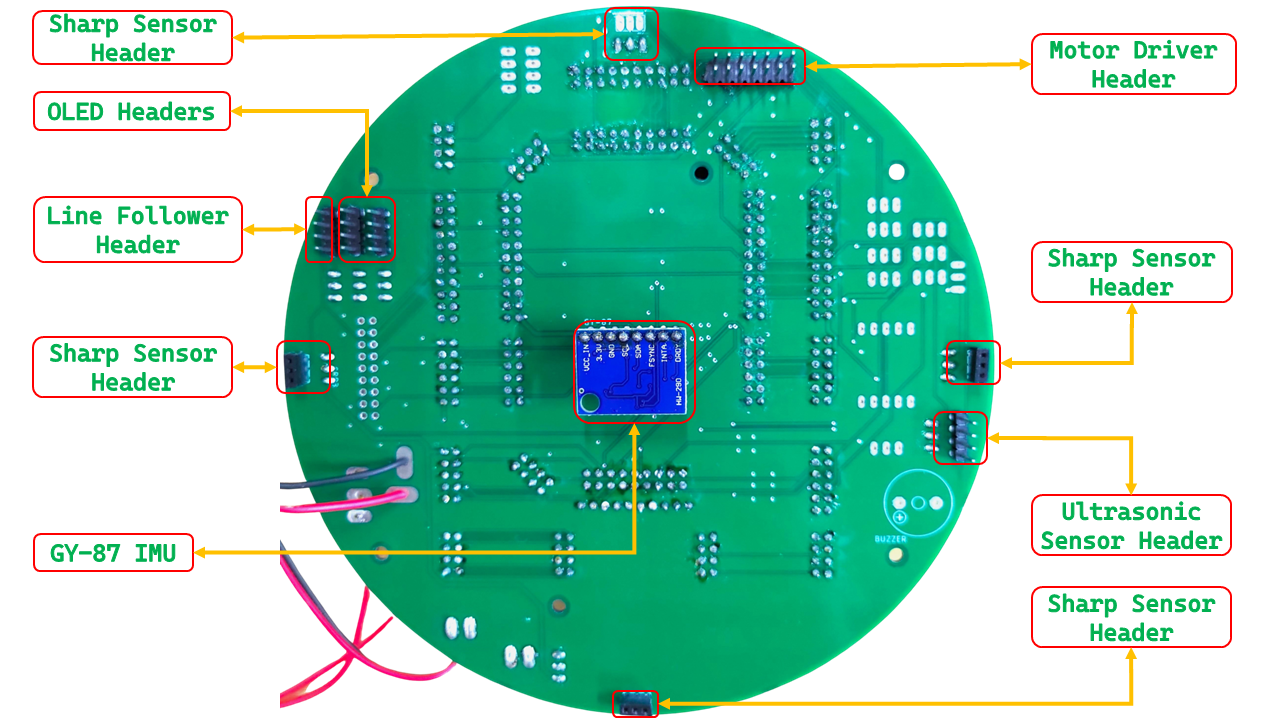 Sharp Sensor
Header
OLED Headers
Line Follower
Header
Sharp Sensor
Header
GY-87 IMU
Motor Driver
Header
Sharp Sensor
Header
Ultrasonic
Sensor Header
Sharp Sensor
Header
VCC_IN
3.3V
GND
SCL
SDA
FSYNC
INTA
DRDY
HW-290
BUZZER